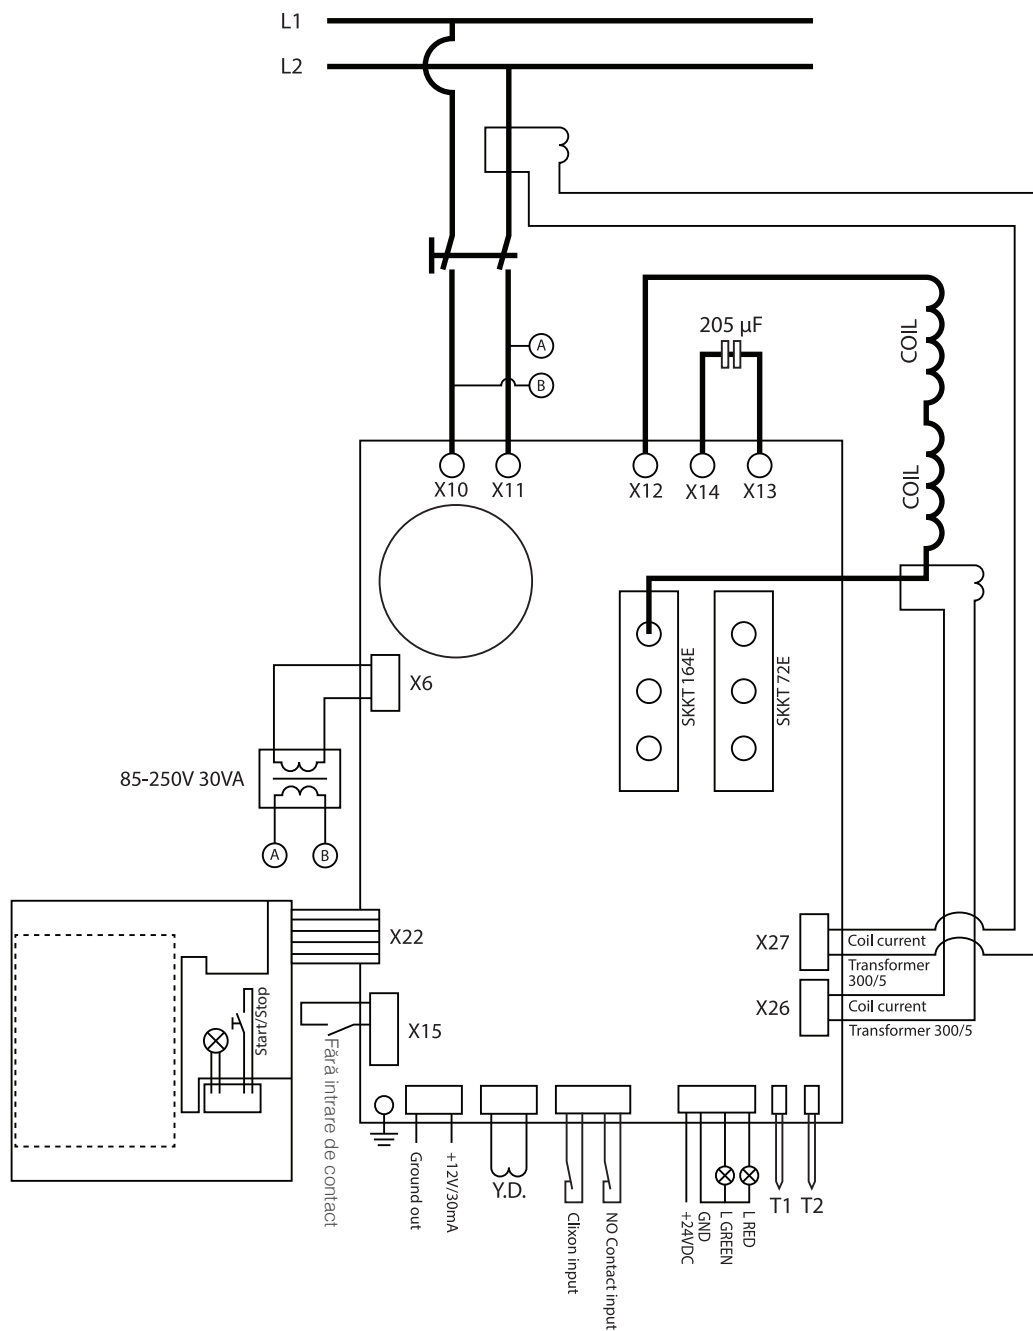 L1
L2
205 µF
COIL
COIL
A
B
X10
X11
X12
X14
X13
SKKT 164E
SKKT 72E
X6
85-250V 30VA
A
B
X22
X27
Coil current
Transformer
300/5
X26
Coil current
Transformer 300/5
X15
Start/Stop
Fără intrare de contact
Ground out
+12V/30mA
Y.D.
Clixon input
NO Contact input
+24VDC
GND
L GREEN
L RED
T1
T2